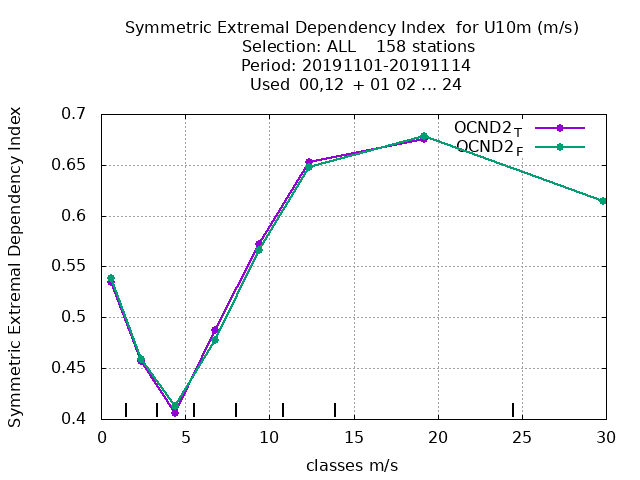 Symmetric Extremal Dependency Index  for U10m (m/s)
Selection: ALL    158 stations
Period: 20191101-20191114
Used  00,12  + 01 02 ... 24
Symmetric Extremal Dependency Index
0.7
0.65
0.6
0.55
0.5
0.45
0.4
OCND2T
OCND2F
0 5 10 15 20 25 30
classes m/s